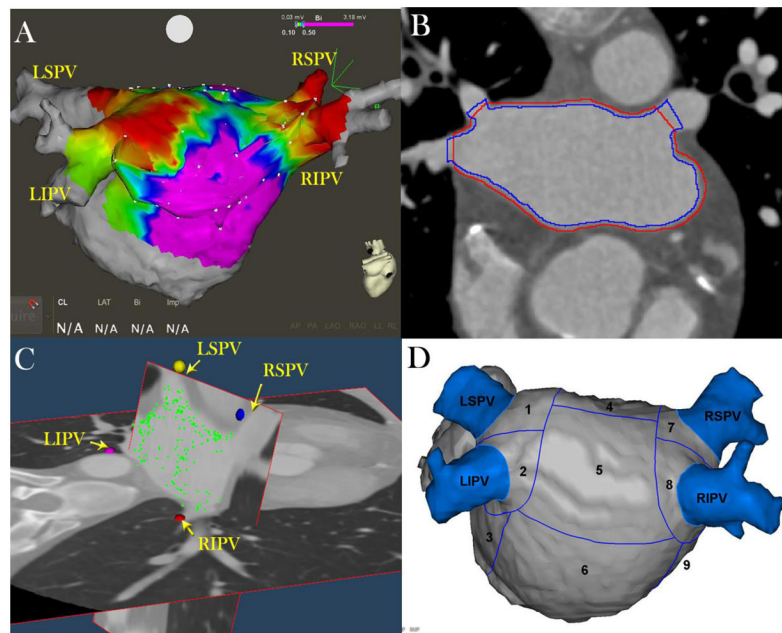 A
0.03 mV
Bi
3.18 mV
0.10 0.50
LSPV
RSPV
LIPV
RIPV
CL LAT Bi Imp
N/A N/A N/A N/A
AP PA LAO RAO LL RL
B
C
LSPV
RSPV
LIPV
RIPV
D
LSPV
1
4
7
RSPV
LIPV
2
5
8
RIPV
3
6
9